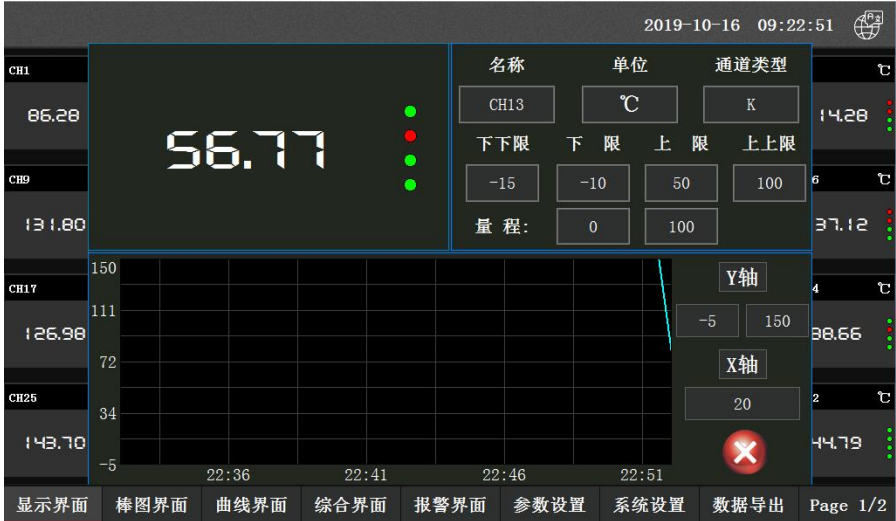 2019-10-16 09:22:51
CH1
℃
86.28
14.28
CH9
6 ℃
131.80
37.12
CH17
4 ℃
126.98
38.66
CH25
2 ℃
143.70
44.79
56.77
名称 单位 通道类型
CH13 ℃ K
下下限 下 限 上 限 上上限
-15 -10 50 100
量 程: 0 100
150
111
72
34
-5
22:36 22:41 22:46 22:51
Y轴
-5 150
X轴
20
显示界面 棒图界面 曲线界面 综合界面 报警界面 参数设置 系统设置 数据导出 Page 1/2